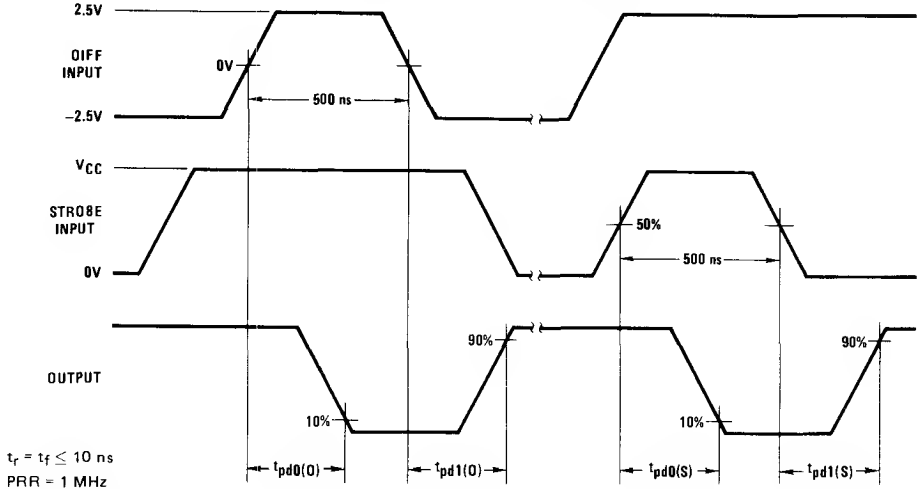 2.5V
OIFF
INPUT
0V
500 ns
−2.5V
VCC
STROBE
INPUT
50%
500 ns
0V
90%
90%
OUTPUT
10%
10%
tr = tf ≤ 10 ns
PRR = 1 MHz
tpd0(O)
tpd1(O)
tpd0(S)
tpd1(S)